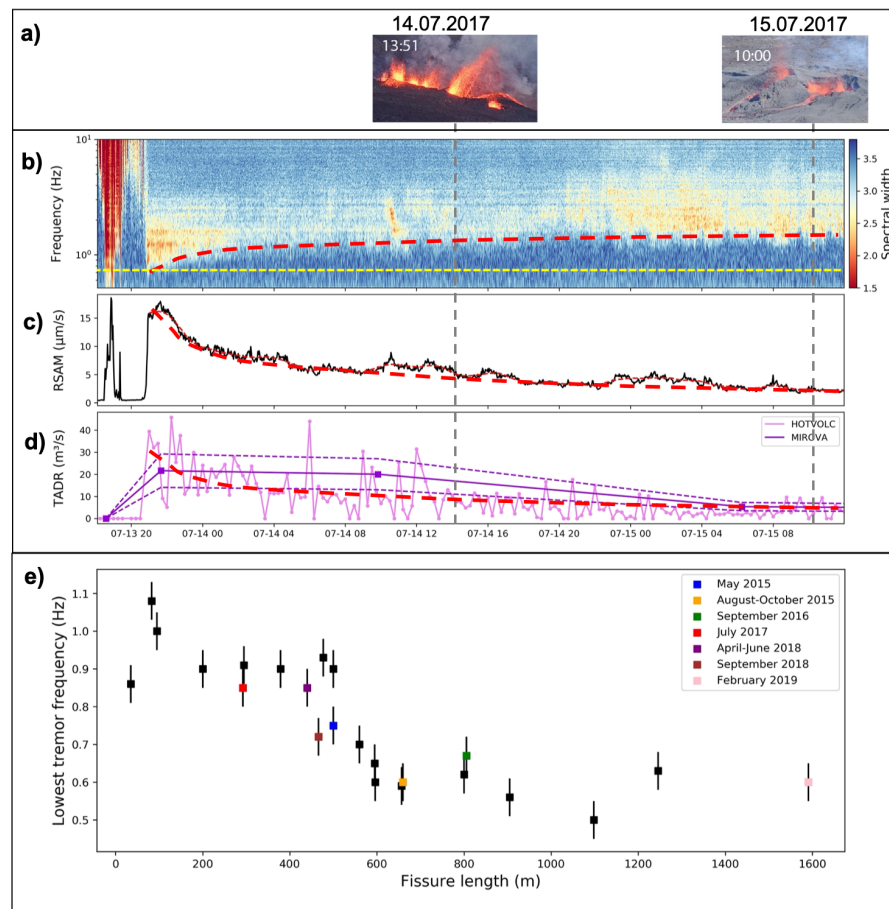 a)
14.07.2017
15.07.2017
13:51
10:00
b)
Frequency (Hz)
10¹
10⁰
3.5
3.0
2.5
2.0
1.5
Spectral width
c)
RSAM (μm/s)
15
10
5
0
d)
TADR (m³/s)
40
30
20
10
0
HOTVOLC
MIROVA
07-13 20
07-14 00
07-14 04
07-14 08
07-14 12
07-14 16
07-14 20
07-15 00
07-15 04
07-15 08
e)
Lowest tremor frequency (Hz)
1.1
1.0
0.9
0.8
0.7
0.6
0.5
May 2015
August-October 2015
September 2016
July 2017
April-June 2018
September 2018
February 2019
0
200
400
600
800
1000
1200
1400
1600
Fissure length (m)